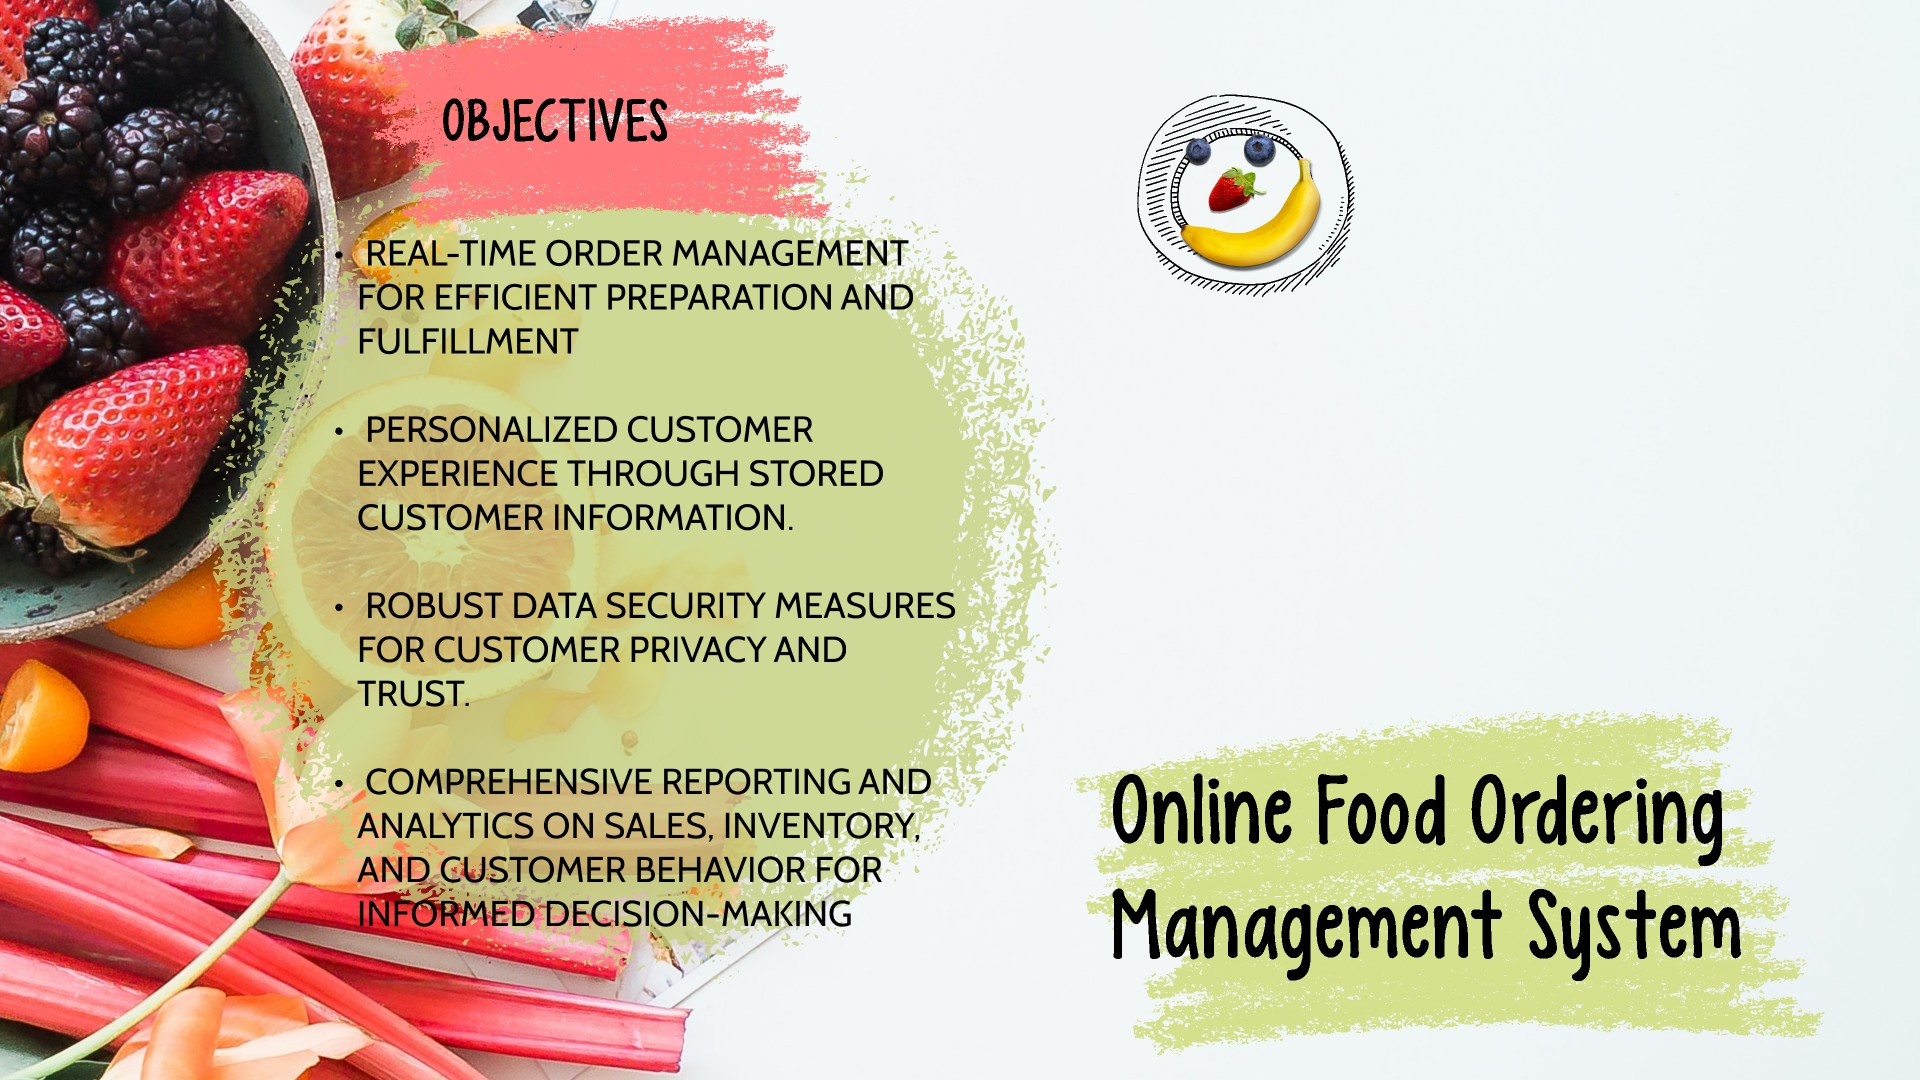 OBJECTIVES
• REAL-TIME ORDER MANAGEMENT
FOR EFFICIENT PREPARATION AND
FULFILLMENT
• PERSONALIZED CUSTOMER
EXPERIENCE THROUGH STORED
CUSTOMER INFORMATION.
• ROBUST DATA SECURITY MEASURES
FOR CUSTOMER PRIVACY AND
TRUST.
• COMPREHENSIVE REPORTING AND
ANALYTICS ON SALES, INVENTORY,
AND CUSTOMER BEHAVIOR FOR
INFORMED DECISION-MAKING
Online Food Ordering
Management System